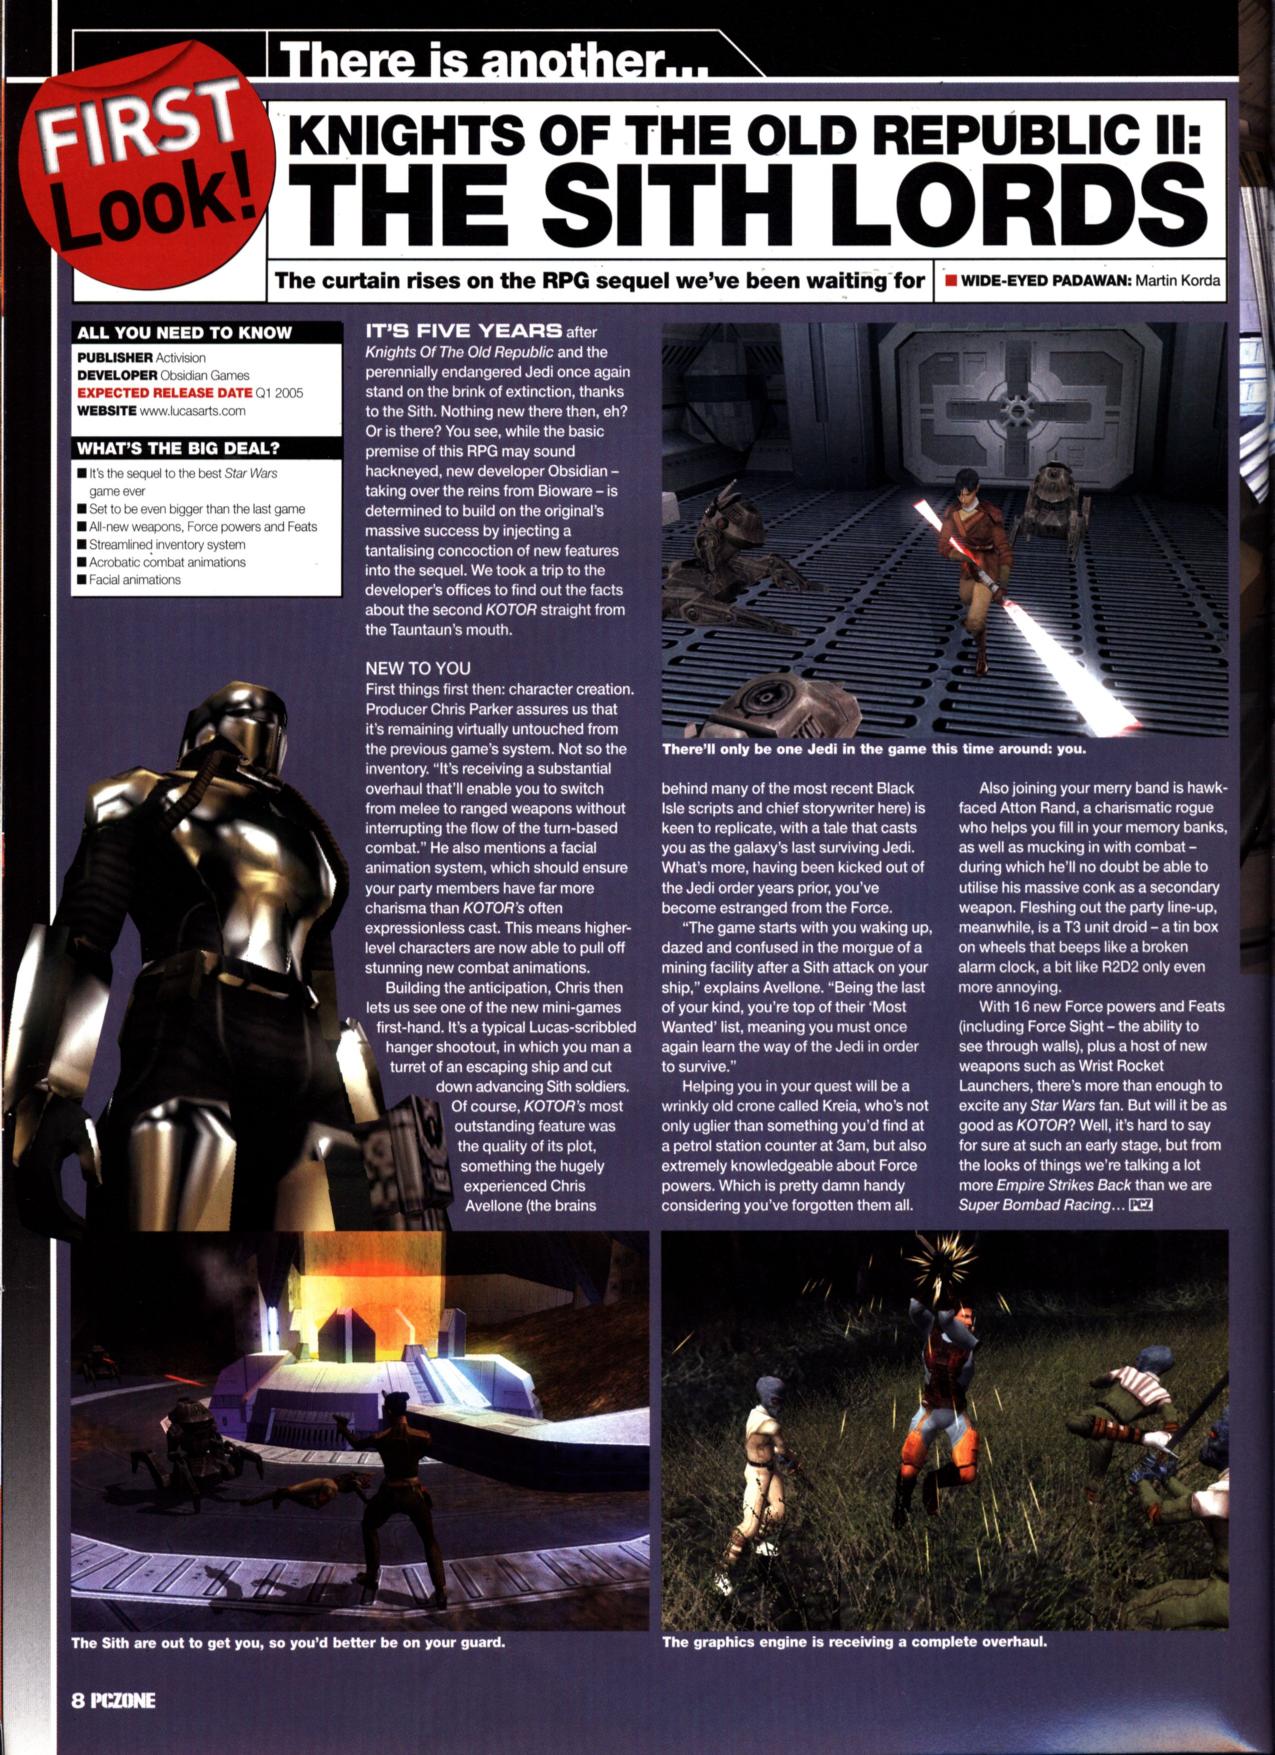 There is another...
FIRST
Look!
KNIGHTS OF THE OLD REPUBLIC II:
THE SITH LORDS
The curtain rises on the RPG sequel we've been waiting for
■ WIDE-EYED PADAWAN: Martin Korda
ALL YOU NEED TO KNOW
PUBLISHER Activision
DEVELOPER Obsidian Games
EXPECTED RELEASE DATE Q1 2005
WEBSITE www.lucasarts.com
WHAT'S THE BIG DEAL?
■ It's the sequel to the best Star Wars
game ever
■ Set to be even bigger than the last game
■ All-new weapons, Force powers and Feats
■ Streamlined inventory system
■ Acrobatic combat animations
■ Facial animations
IT'S FIVE YEARS after
Knights Of The Old Republic and the
perennially endangered Jedi once again
stand on the brink of extinction, thanks
to the Sith. Nothing new there then, eh?
Or is there? You see, while the basic
premise of this RPG may sound
hackneyed, new developer Obsidian –
taking over the reins from Bioware – is
determined to build on the original's
massive success by injecting a
tantalising concoction of new features
into the sequel. We took a trip to the
developer's offices to find out the facts
about the second KOTOR straight from
the Tauntaun's mouth.
NEW TO YOU
First things first then: character creation.
Producer Chris Parker assures us that
it's remaining virtually untouched from
the previous game's system. Not so the
inventory. “It's receiving a substantial
overhaul that'll enable you to switch
from melee to ranged weapons without
interrupting the flow of the turn-based
combat.” He also mentions a facial
animation system, which should ensure
your party members have far more
charisma than KOTOR's often
expressionless cast. This means higher-
level characters are now able to pull off
stunning new combat animations.
Building the anticipation, Chris then
lets us see one of the new mini-games
first-hand. It's a typical Lucas-scribbled
hanger shootout, in which you man a
turret of an escaping ship and cut
down advancing Sith soldiers.
Of course, KOTOR's most
outstanding feature was
the quality of its plot,
something the hugely
experienced Chris
Avellone (the brains
There'll only be one Jedi in the game this time around: you.
behind many of the most recent Black
Isle scripts and chief storywriter here) is
keen to replicate, with a tale that casts
you as the galaxy's last surviving Jedi.
What's more, having been kicked out of
the Jedi order years prior, you've
become estranged from the Force.
“The game starts with you waking up,
dazed and confused in the morgue of a
mining facility after a Sith attack on your
ship,” explains Avellone. “Being the last
of your kind, you're top of their ‘Most
Wanted’ list, meaning you must once
again learn the way of the Jedi in order
to survive.”
Helping you in your quest will be a
wrinkly old crone called Kreia, who's not
only uglier than something you'd find at
a petrol station counter at 3am, but also
extremely knowledgeable about Force
powers. Which is pretty damn handy
considering you've forgotten them all.
Also joining your merry band is hawk-
faced Atton Rand, a charismatic rogue
who helps you fill in your memory banks,
as well as mucking in with combat –
during which he'll no doubt be able to
utilise his massive conk as a secondary
weapon. Fleshing out the party line-up,
meanwhile, is a T3 unit droid – a tin box
on wheels that beeps like a broken
alarm clock, a bit like R2D2 only even
more annoying.
With 16 new Force powers and Feats
(including Force Sight – the ability to
see through walls), plus a host of new
weapons such as Wrist Rocket
Launchers, there's more than enough to
excite any Star Wars fan. But will it be as
good as KOTOR? Well, it's hard to say
for sure at such an early stage, but from
the looks of things we're talking a lot
more Empire Strikes Back than we are
Super Bombad Racing... PCZ
The Sith are out to get you, so you'd better be on your guard.
The graphics engine is receiving a complete overhaul.
8 PCZONE